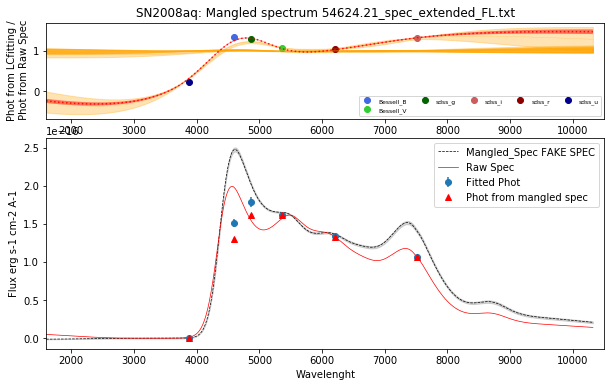 SN2008aq: Mangled spectrum 54624.21_spec_extended_FL.txt
Phot from LCfitting /
Phot from Raw Spec
1
0
Bessell_B
Bessell_V
sdss_g
sdss_i
sdss_r
sdss_u
2000 3000 4000 5000 6000 7000 8000 9000 10000
Flux erg s-1 cm-2 A-1
2.5
2.0
1.5
1.0
0.5
0.0
Mangled_Spec FAKE SPEC
Raw Spec
Fitted Phot
Phot from mangled spec
2000 3000 4000 5000 6000 7000 8000 9000 10000
Wavelenght